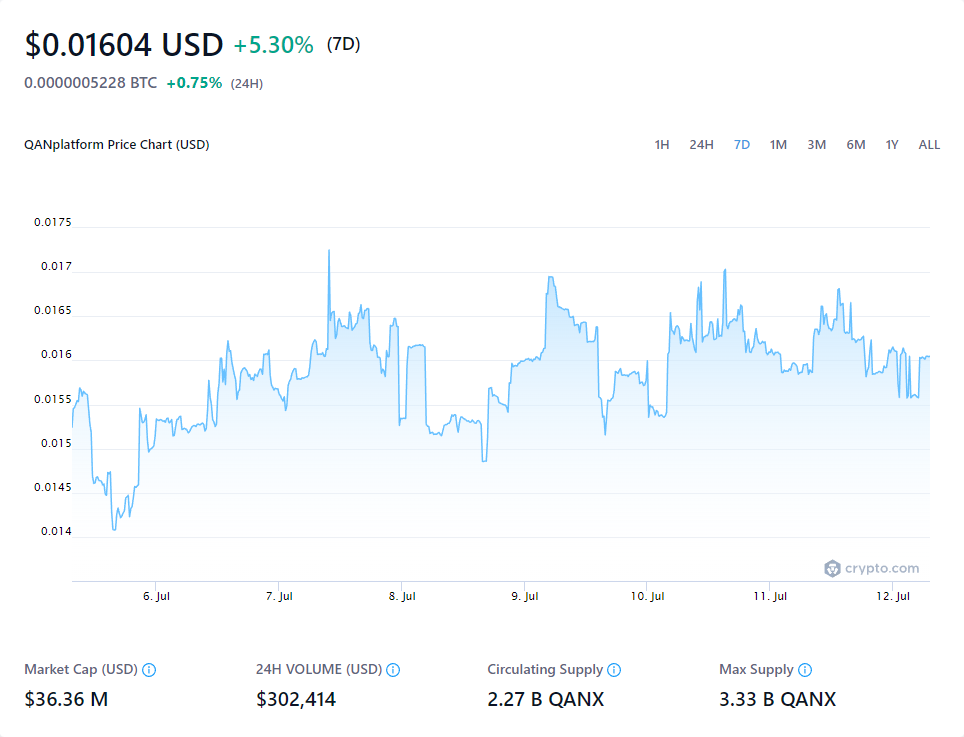 $0.01604 USD +5.30% (7D)
0.0000005228 BTC +0.75% (24H)
QANplatform Price Chart (USD) 1H 24H 7D 1M 3M 6M 1Y ALL
0.0175
0.017
0.0165
0.016
0.0155
0.015
0.0145
0.014
crypto.com
6. Jul 7. Jul 8. Jul 9. Jul 10. Jul 11. Jul 12. Jul
Market Cap (USD) 24H VOLUME (USD) Circulating Supply Max Supply
$36.36 M $302,414 2.27 B QANX 3.33 B QANX